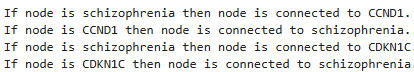 If node is schizophrenia then node is connected to CCND1.
If node is CCND1 then node is connected to schizophrenia.
If node is schizophrenia then node is connected to CDKN1C.
If node is CDKN1C then node is connected to schizophrenia